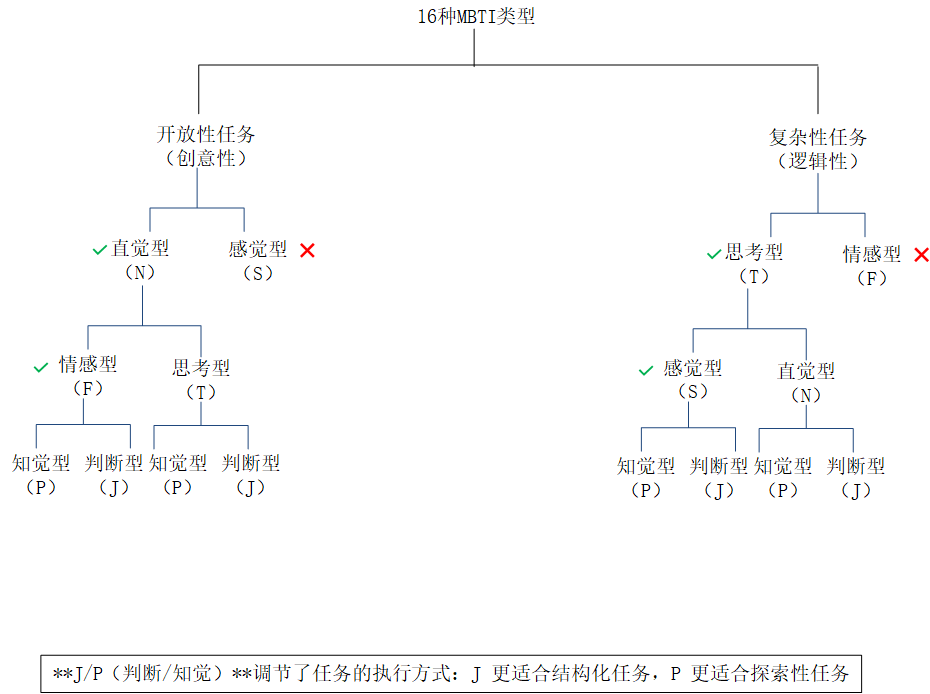 16种MBTI类型
开放性任务
（创意性）
复杂性任务
（逻辑性）
直觉型
（N）
感觉型
（S）
思考型
（T）
情感型
（F）
情感型
（F）
思考型
（T）
感觉型
（S）
直觉型
（N）
知觉型
（P）
判断型
（J）
知觉型
（P）
判断型
（J）
知觉型
（P）
判断型
（J）
知觉型
（P）
判断型
（J）
**J/P（判断/知觉）**调节了任务的执行方式：J 更适合结构化任务，P 更适合探索性任务